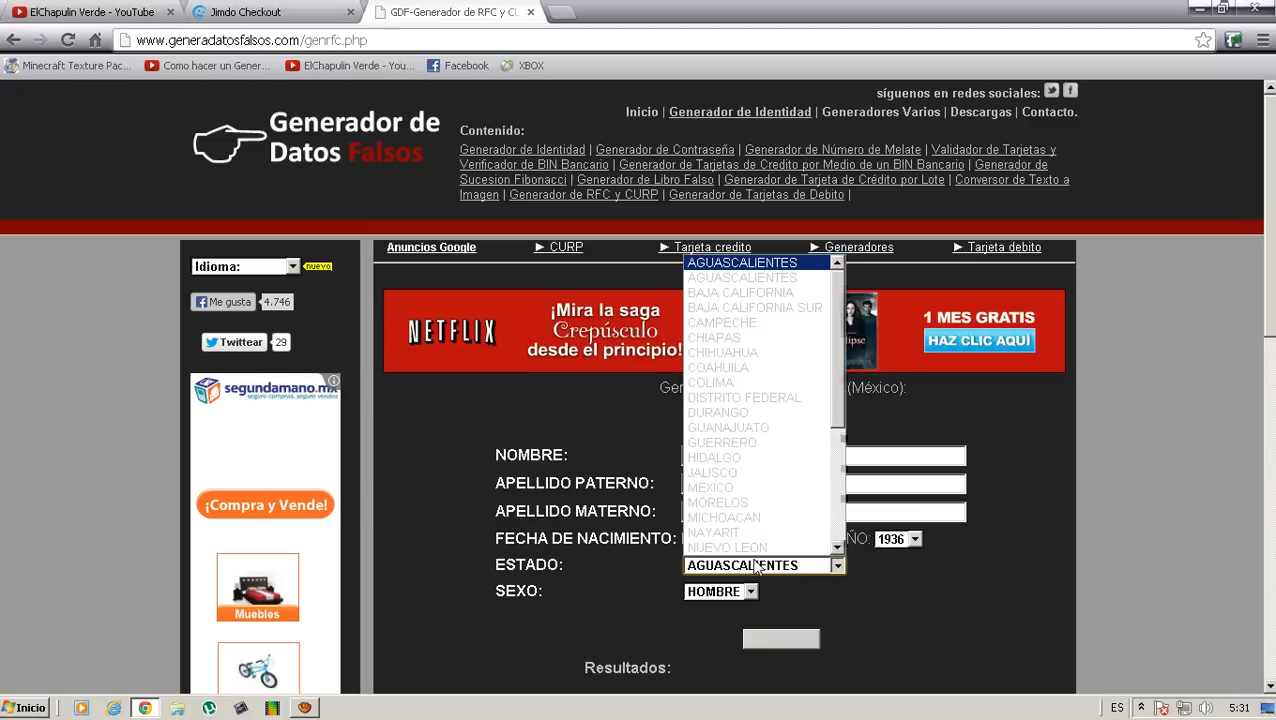 ElChapulin Verde - YouTube
Jimdo Checkout
GDF-Generador de RFC y CU
www.generadatosfalsos.com/genrfc.php
Minecraft Texture Pac...
Como hacer un Gener...
ElChapulin Verde - You...
Facebook
XBOX
síguenos en redes sociales:
Inicio | Generador de Identidad | Generadores Varios | Descargas | Contacto.
Generador de
Datos Falsos
Contenido:
Generador de Identidad | Generador de Contraseña | Generador de Número de Melate | Validador de Tarjetas y
Verificador de BIN Bancario | Generador de Tarjetas de Credito por Medio de un BIN Bancario | Generador de
Sucesion Fibonacci | Generador de Libro Falso | Generador de Tarjeta de Crédito por Lote | Conversor de Texto a
Imagen | Generador de RFC y CURP | Generador de Tarjetas de Debito |
Anuncios Google
CURP
Tarjeta credito
Generadores
Tarjeta debito
Idioma:
nuevo
Me gusta
4.746
Twittear
29
segundamano.mx
seguro compras, seguro vendes
¡Compra y Vende!
Muebles
NETFLIX
¡Mira la saga
Crepúsculo
desde el principio!
clipse
1 MES GRATIS
HAZ CLIC AQUÍ
Ger
(México):
AGUASCALIENTES
AGUASCALIENTES
BAJA CALIFORNIA
BAJA CALIFORNIA SUR
CAMPECHE
CHIAPAS
CHIHUAHUA
COAHUILA
COLIMA
DISTRITO FEDERAL
DURANGO
GUANAJUATO
GUERRERO
HIDALGO
JALISCO
MEXICO
MORELOS
MICHOACAN
NAYARIT
NUEVO LEON
NOMBRE:
APELLIDO PATERNO:
APELLIDO MATERNO:
FECHA DE NACIMIENTO:
ÑO: 1936
ESTADO:
AGUASCALIENTES
SEXO:
HOMBRE
Resultados:
Inicio
ES
5:31